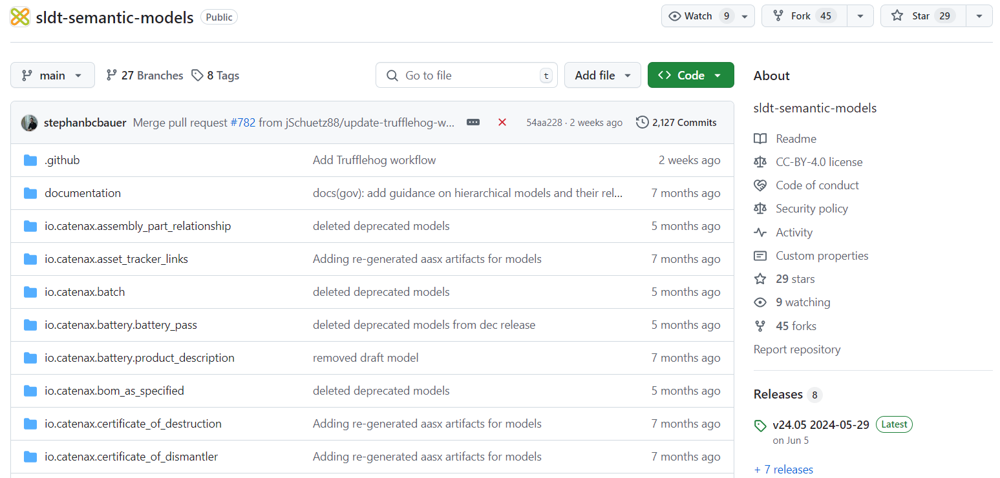 sldt-semantic-models Public Watch 9 Fork 45 Star 29
main 27 Branches 8 Tags Go to file t Add file Code
stephanbcbauer Merge pull request #782 from jSchuetz88/update-trufflehog-w... 54aa228 · 2 weeks ago 2,127 Commits
.github Add Trufflehog workflow 2 weeks ago
documentation docs(gov): add guidance on hierarchical models and their rel... 7 months ago
io.catenax.assembly_part_relationship deleted deprecated models 5 months ago
io.catenax.asset_tracker_links Adding re-generated aasx artifacts for models 7 months ago
io.catenax.batch deleted deprecated models 5 months ago
io.catenax.battery.battery_pass deleted deprecated models from dec release 5 months ago
io.catenax.battery.product_description removed draft model 7 months ago
io.catenax.bom_as_specified deleted deprecated models 5 months ago
io.catenax.certificate_of_destruction Adding re-generated aasx artifacts for models 7 months ago
io.catenax.certificate_of_dismantler Adding re-generated aasx artifacts for models 7 months ago
About
sldt-semantic-models
Readme
CC-BY-4.0 license
Code of conduct
Security policy
Activity
Custom properties
29 stars
9 watching
45 forks
Report repository
Releases 8
v24.05 2024-05-29 Latest
on Jun 5
+ 7 releases